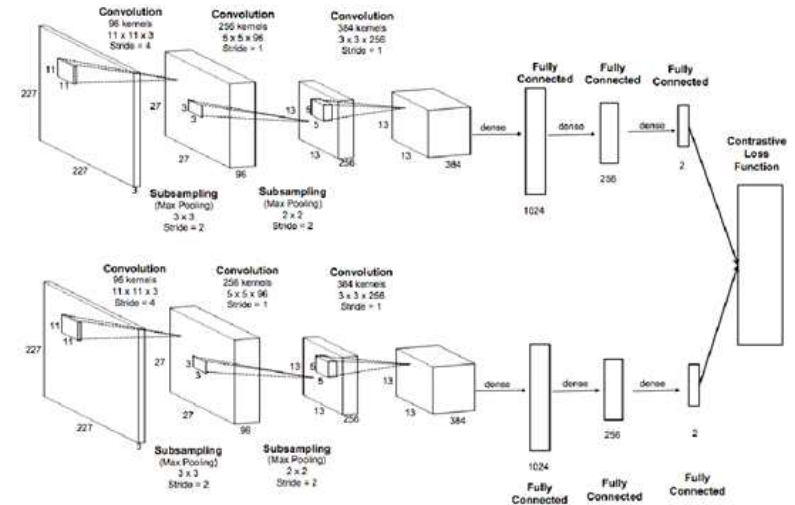 Convolution
96 kernels
11 x 11 x 3
Stride = 4
Convolution
256 kernels
5 x 5 x 96
Stride = 1
Convolution
384 kernels
3 x 3 x 256
Stride = 1
227
11
11
227
3
27
3
3
27
96
13
5
5
13
256
13
13
384
dense
Fully
Connected
1024
dense
Fully
Connected
256
dense
Fully
Connected
2
Contrastive
Loss
Function
Subsampling
(Max Pooling)
3 x 3
Stride = 2
Subsampling
(Max Pooling)
2 x 2
Stride = 2
Convolution
96 kernels
11 x 11 x 3
Stride = 4
Convolution
256 kernels
5 x 5 x 96
Stride = 1
Convolution
384 kernels
3 x 3 x 256
Stride = 1
227
11
11
227
3
27
3
3
27
96
13
5
5
13
256
13
13
384
dense
1024
Fully
Connected
dense
256
Fully
Connected
dense
2
Fully
Connected
Subsampling
(Max Pooling)
3 x 3
Stride = 2
Subsampling
(Max Pooling)
2 x 2
Stride = 2